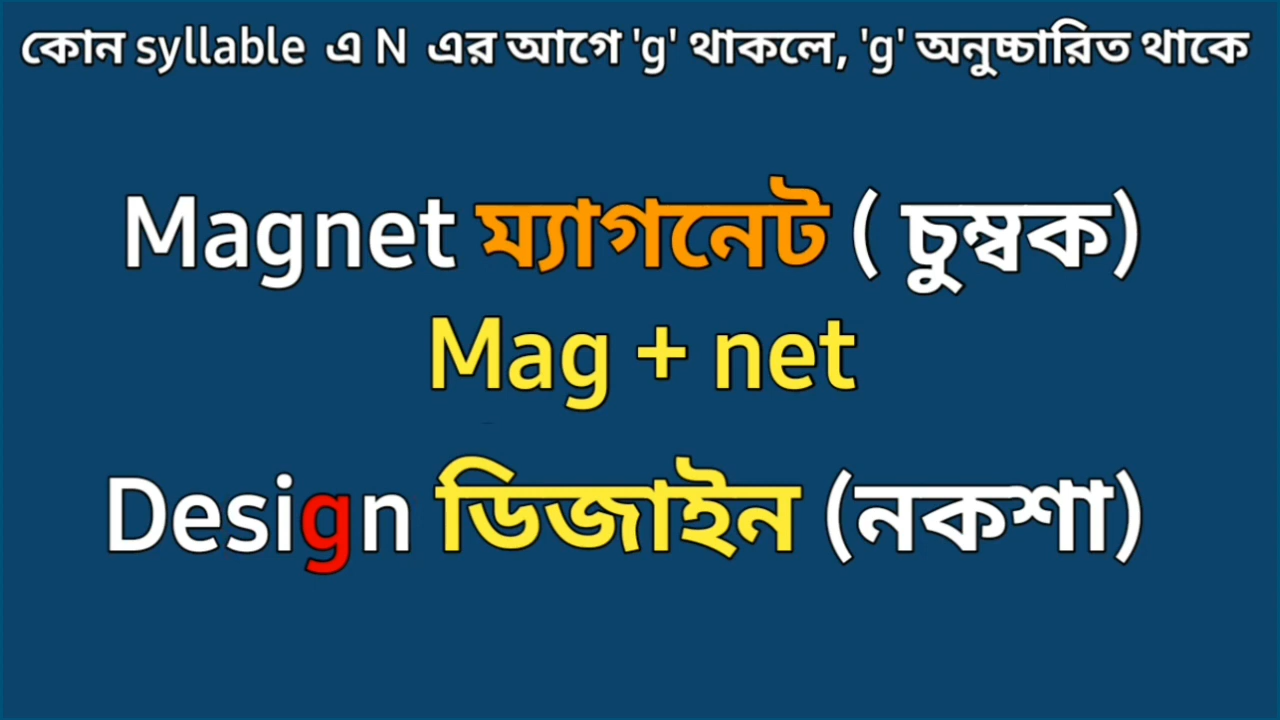 কোন syllable এ N এর আগে 'g' থাকলে, 'g' অনুচ্চারিত থাকে
Magnet ম্যাগনেট ( চুম্বক)
Mag + net
Design ডিজাইন (নকশা)